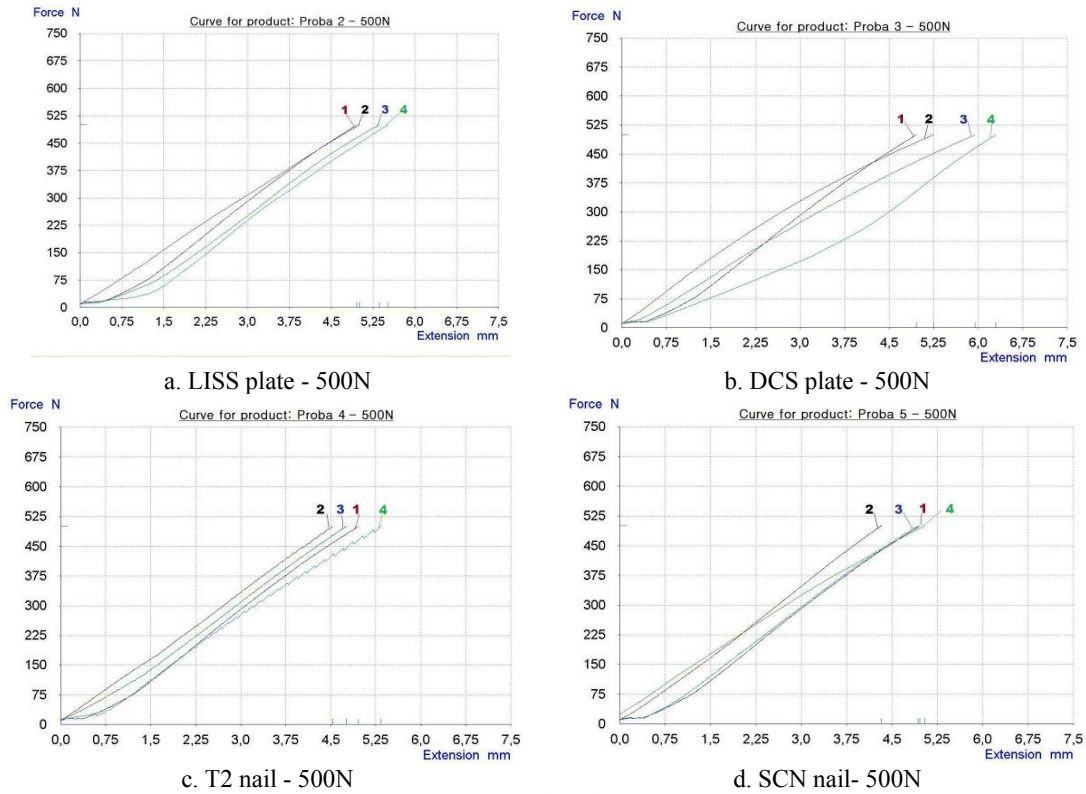 Force N
Curve for product: Proba 2 - 500N
750
675
600
525
450
375
300
225
150
75
0
1 2 3 4
0,0 0,75 1,5 2,25 3,0 3,75 4,5 5,25 6,0 6,75 7,5
Extension mm
a. LISS plate - 500N
Force N
Curve for product: Proba 3 - 500N
750
675
600
525
450
375
300
225
150
75
0
1 2 3 4
0,0 0,75 1,5 2,25 3,0 3,75 4,5 5,25 6,0 6,75 7,5
Extension mm
b. DCS plate - 500N
Force N
Curve for product: Proba 4 - 500N
750
675
600
525
450
375
300
225
150
75
0
2 3 1 4
0,0 0,75 1,5 2,25 3,0 3,75 4,5 5,25 6,0 6,75 7,5
Extension mm
c. T2 nail - 500N
Force N
Curve for product: Proba 5 - 500N
750
675
600
525
450
375
300
225
150
75
0
2 3 1 4
0,0 0,75 1,5 2,25 3,0 3,75 4,5 5,25 6,0 6,75 7,5
Extension mm
d. SCN nail- 500N